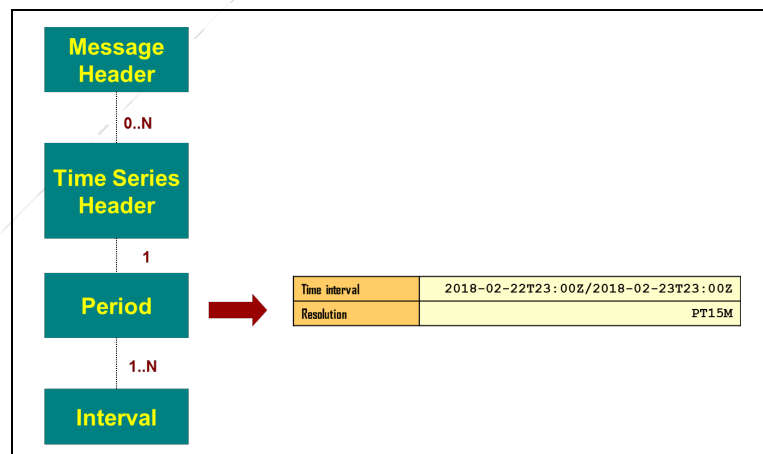 Message
Header
0..N
Time Series
Header
1
Period
Time interval 2018-02-22T23:00Z/2018-02-23T23:00Z
Resolution PT15M
1..N
Interval